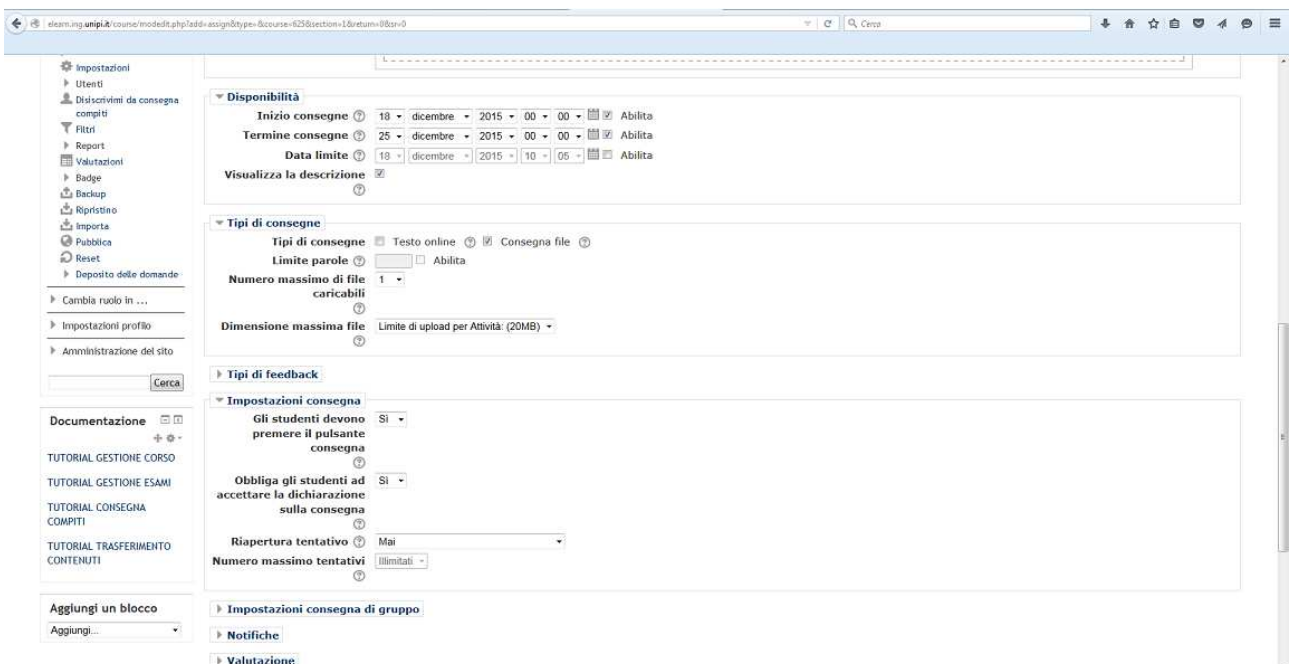 elearn.ing.unipi.it/course/modedit.php?add=assign&type=&course=625&section=1&return=0&sr=0
Cerca
Impostazioni
Utenti
Disiscrivimi da consegna
compiti
Filtri
Report
Valutazioni
Badge
Backup
Ripristino
Importa
Pubblica
Reset
Deposito delle domande
Cambia ruolo in ...
Impostazioni profilo
Amministrazione del sito
Cerca
Documentazione
TUTORIAL GESTIONE CORSO
TUTORIAL GESTIONE ESAMI
TUTORIAL CONSEGNA
COMPITI
TUTORIAL TRASFERIMENTO
CONTENUTI
Aggiungi un blocco
Aggiungi...
Disponibilità
Inizio consegne 18 dicembre 2015 00 00 Abilita
Termine consegne 25 dicembre 2015 00 00 Abilita
Data limite 18 dicembre 2015 10 05 Abilita
Visualizza la descrizione
Tipi di consegne
Tipi di consegne Testo online Consegna file
Limite parole Abilita
Numero massimo di file 1
caricabili
Dimensione massima file Limite di upload per Attività: (20MB)
Tipi di feedback
Impostazioni consegna
Gli studenti devono Sì
premere il pulsante
consegna
Obbliga gli studenti ad Sì
accettare la dichiarazione
sulla consegna
Riapertura tentativo Mai
Numero massimo tentativi Illimitati
Impostazioni consegna di gruppo
Notifiche
Valutazione